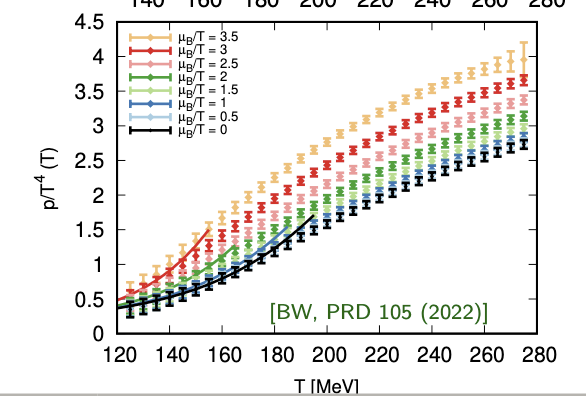 140 160 180 200 220 240 260 280
4.5
4
3.5
3
2.5
2
1.5
1
0.5
0
p/T⁴ (T)
μB/T = 3.5
μB/T = 3
μB/T = 2.5
μB/T = 2
μB/T = 1.5
μB/T = 1
μB/T = 0.5
μB/T = 0
[BW, PRD 105 (2022)]
120 140 160 180 200 220 240 260 280
T [MeV]